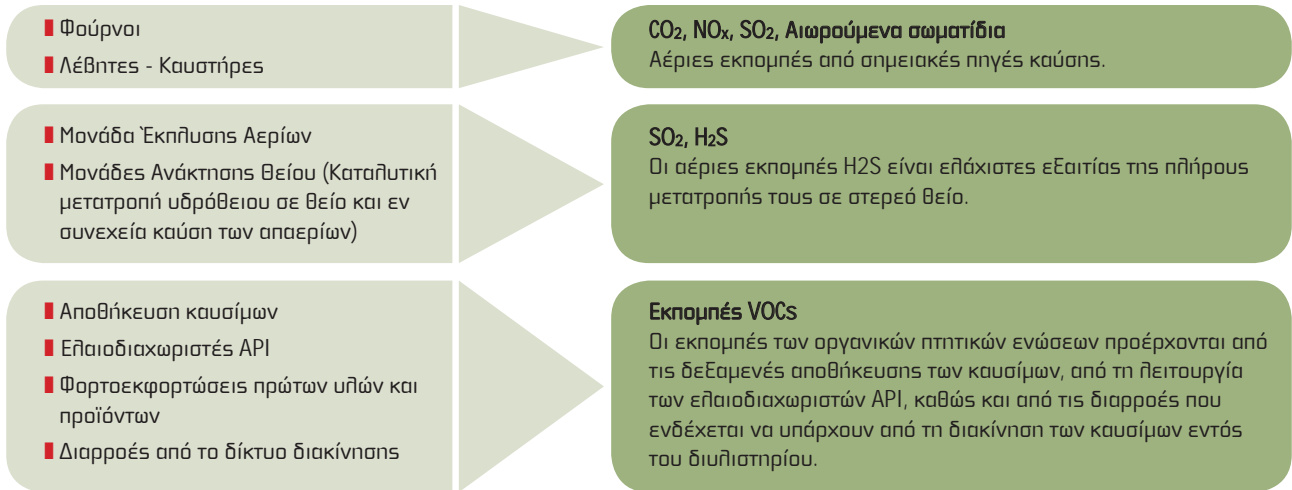 Φούρνοι
Λέβητες - Καυστήρες
CO2, NOx, SO2, Αιωρούμενα σωματίδια
Αέριες εκπομπές από σημειακές πηγές καύσης.
Μονάδα Έκπλυσης Αερίων
Μονάδες Ανάκτησης Θείου (Καταλυτική
μετατροπή υδρόθειου σε θείο και εν
συνεχεία καύση των απαερίων)
SO2, H2S
Οι αέριες εκπομπές H2S είναι ελάχιστες εξαιτίας της πλήρους
μετατροπής τους σε στερεό θείο.
Αποθήκευση καυσίμων
Ελαιοδιαχωριστές API
Φορτοεκφορτώσεις πρώτων υλών και
προϊόντων
Διαρροές από το δίκτυο διακίνησης
Εκπομπές VOCs
Οι εκπομπές των οργανικών πτητικών ενώσεων προέρχονται από
τις δεξαμενές αποθήκευσης των καυσίμων, από τη λειτουργία
των ελαιοδιαχωριστών API, καθώς και από τις διαρροές που
ενδέχεται να υπάρχουν από τη διακίνηση των καυσίμων εντός
του διυλιστηρίου.